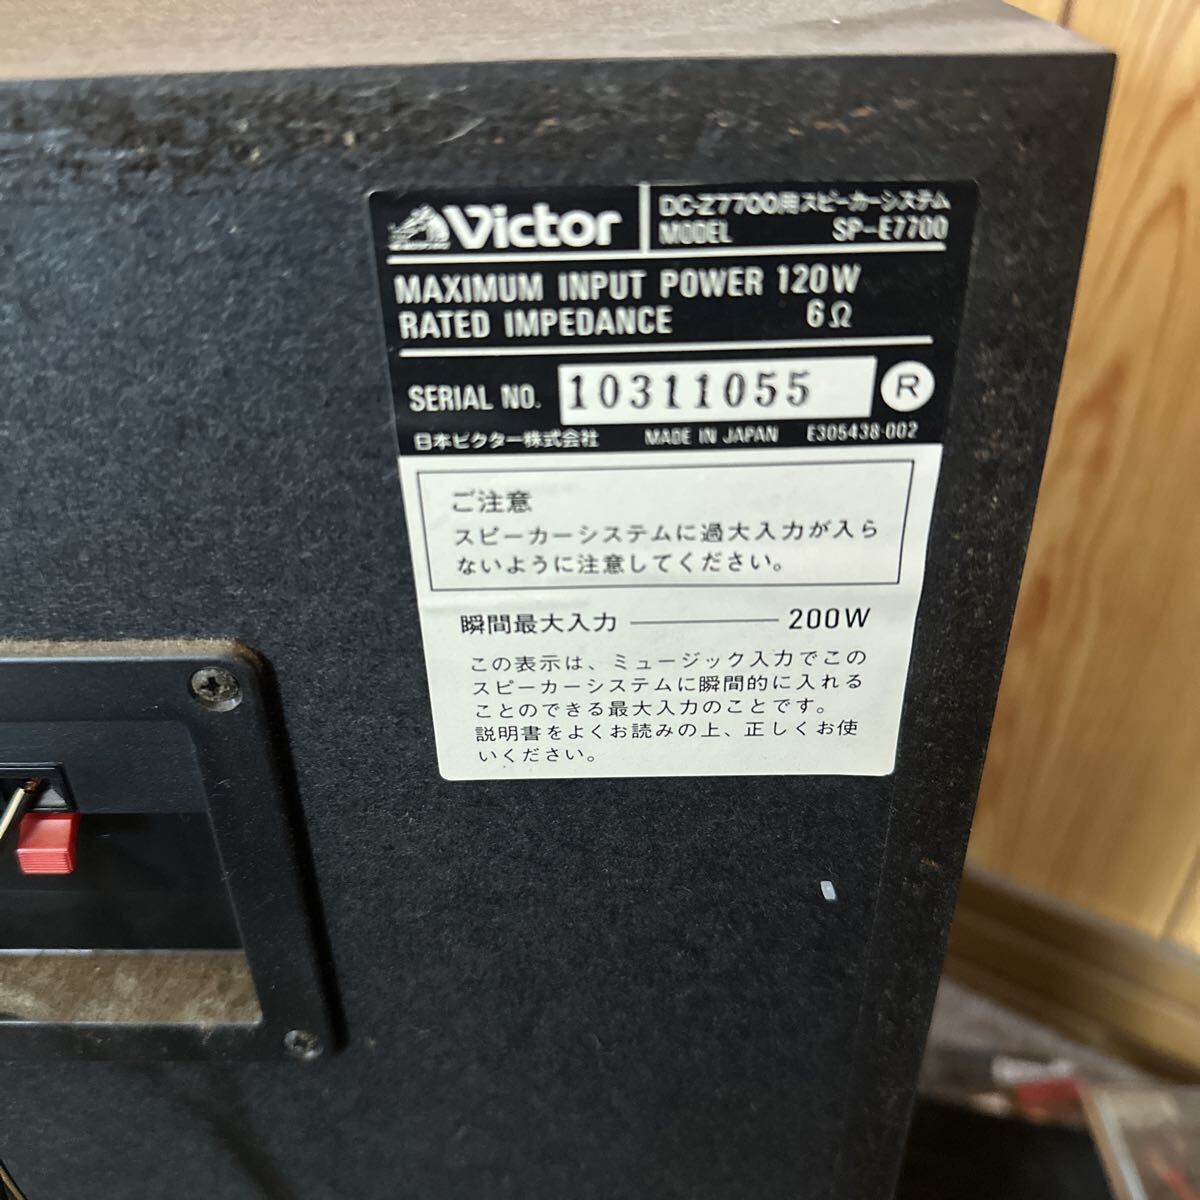 Victor
DC-Z7700用スピーカーシステム
MODEL SP-E7700
MAXIMUM INPUT POWER 120W
RATED IMPEDANCE 6Ω
SERIAL NO. 10311055 R
日本ビクター株式会社 MADE IN JAPAN E305438-002
ご注意
スピーカーシステムに過大入力が入ら
ないように注意してください。
瞬間最大入力 ─── 200W
この表示は、ミュージック入力でこの
スピーカーシステムに瞬間的に入れる
ことのできる最大入力のことです。
説明書をよくお読みの上、正しくお使
いください。